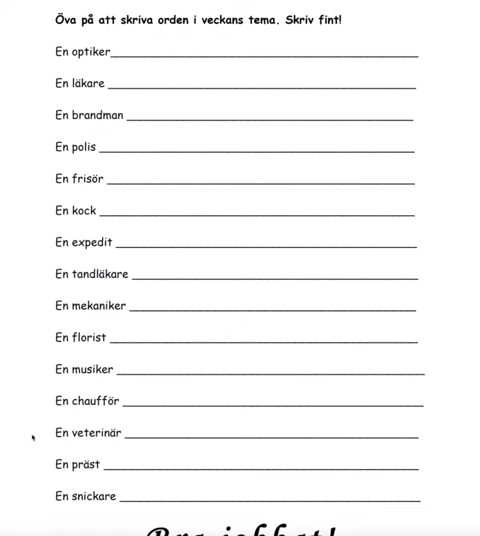 Öva på att skriva orden i veckans tema. Skriv fint!
En optiker
En läkare
En brandman
En polis
En frisör
En kock
En expedit
En tandläkare
En mekaniker
En florist
En musiker
En chaufför
En veterinär
En präst
En snickare
Bra jobbat!